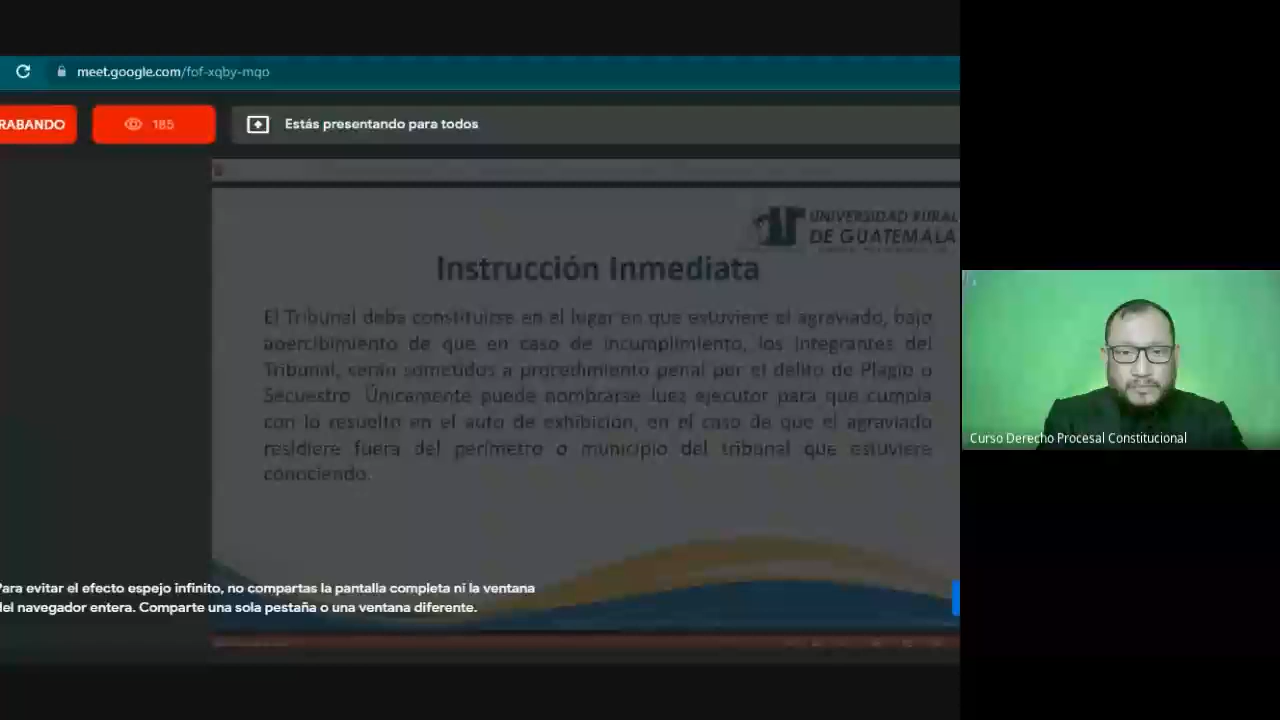 meet.google.com/fof-xqby-mqo
RABANDO
185
Estás presentando para todos
UNIVERSIDAD RURAL
DE GUATEMALA
Instrucción Inmediata
El Tribunal deba constituirse en el lugar en que estuviere el agraviado, bajo
apercibimiento de que en caso de incumplimiento, los integrantes del
Tribunal, serán sometidos a procedimiento penal por el delito de Plagio o
Secuestro. Únicamente puede nombrarse Juez ejecutor para que cumpla
con lo resuelto en el auto de exhibición, en el caso de que el agraviado
residiere fuera del perímetro o municipio del tribunal que estuviere
conociendo.
Para evitar el efecto espejo infinito, no compartas la pantalla completa ni la ventana
del navegador entera. Comparte una sola pestaña o una ventana diferente.
Curso Derecho Procesal Constitucional